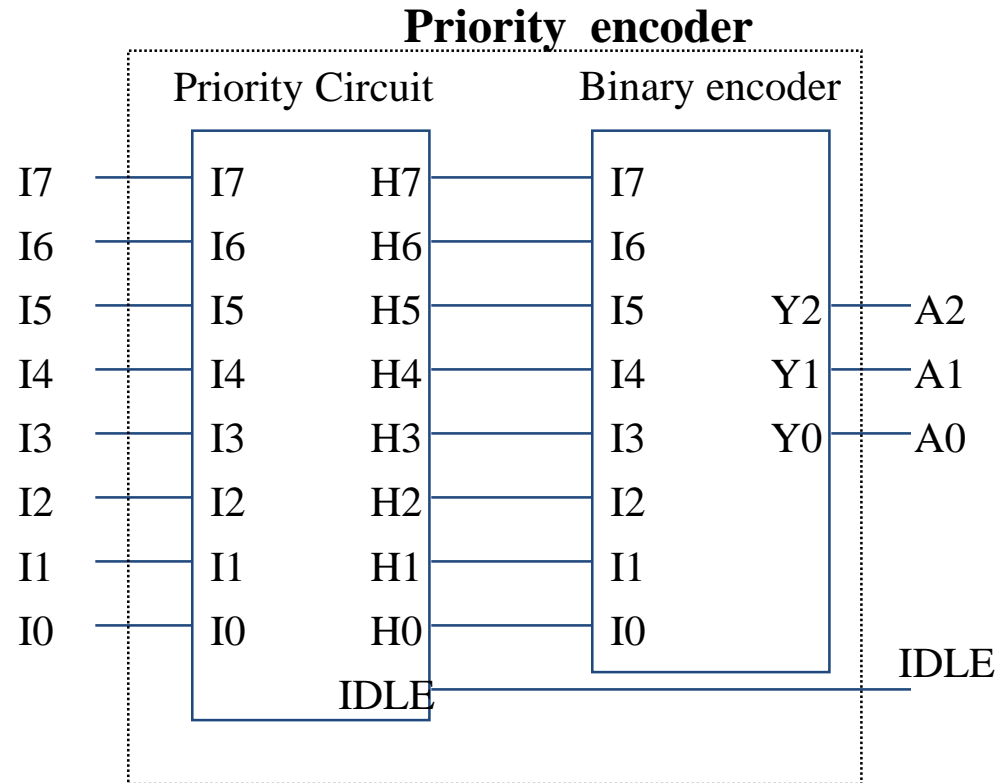 Priority encoder
Priority Circuit Binary encoder
I7 I7 H7 I7
I6 I6 H6 I6
I5 I5 H5 I5 Y2 A2
I4 I4 H4 I4 Y1 A1
I3 I3 H3 I3 Y0 A0
I2 I2 H2 I2
I1 I1 H1 I1
I0 I0 H0 I0
IDLE
IDLE